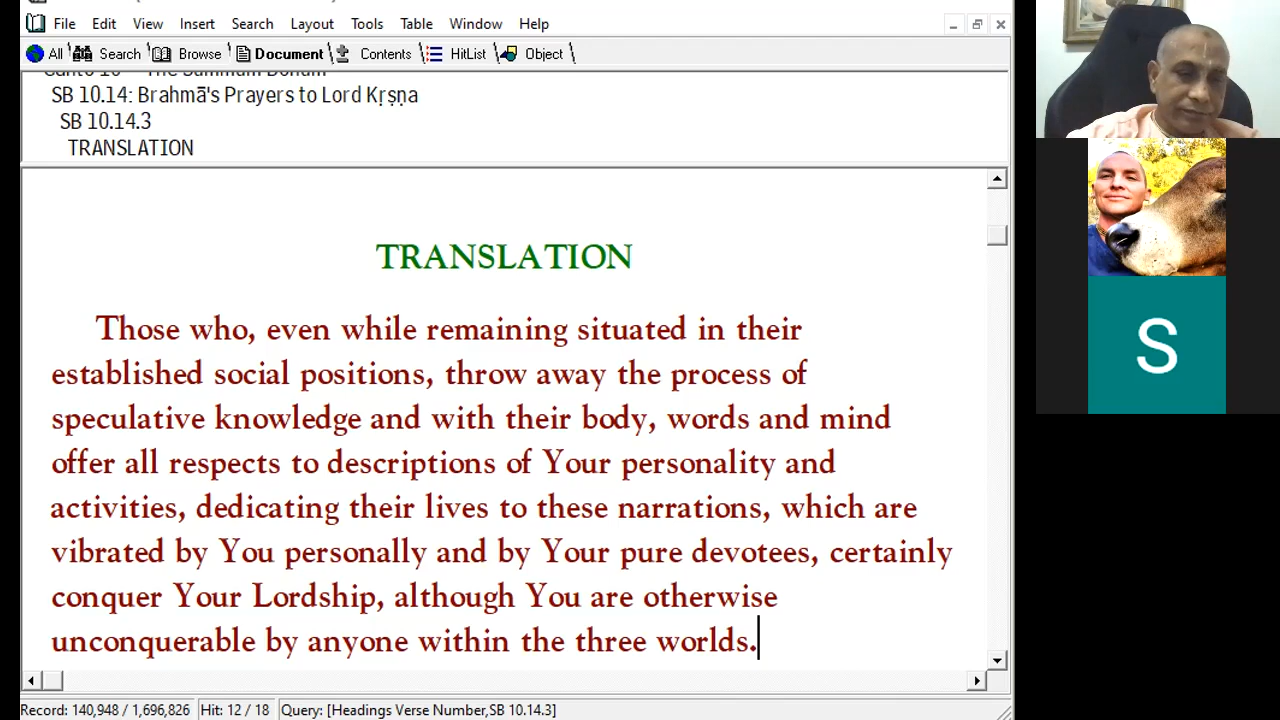 File Edit View Insert Search Layout Tools Table Window Help
All Search Browse Document Contents HitList Object
SB 10.14: Brahmā's Prayers to Lord Kṛṣṇa
SB 10.14.3
TRANSLATION
TRANSLATION
Those who, even while remaining situated in their
established social positions, throw away the process of
speculative knowledge and with their body, words and mind
offer all respects to descriptions of Your personality and
activities, dedicating their lives to these narrations, which are
vibrated by You personally and by Your pure devotees, certainly
conquer Your Lordship, although You are otherwise
unconquerable by anyone within the three worlds.
Record: 140,948 / 1,696,826 Hit: 12 / 18 Query: [Headings Verse Number,SB 10.14.3]
S